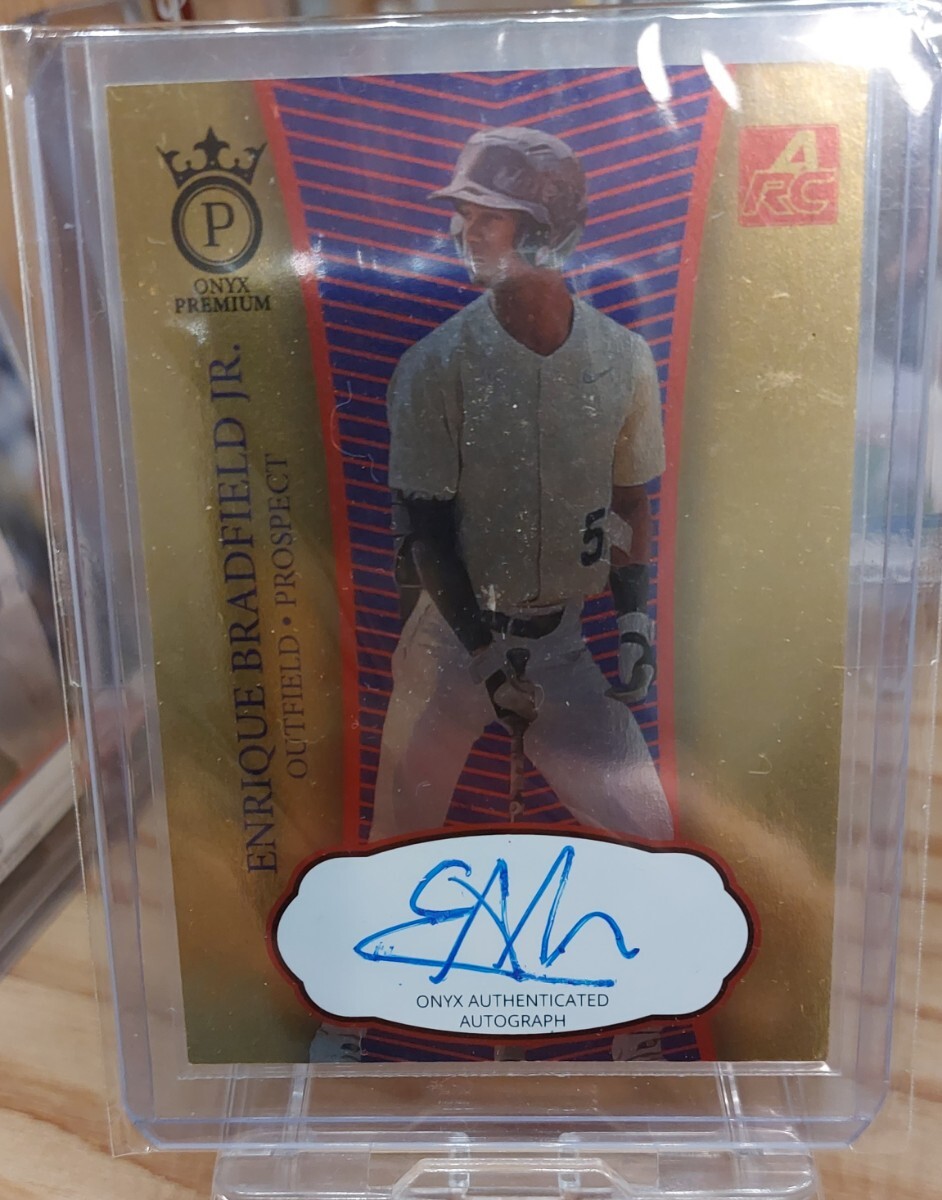 P
ONYX
PREMIUM
A
RC
ENRIQUE BRADFIELD JR.
OUTFIELD • PROSPECT
5
ONYX AUTHENTICATED
AUTOGRAPH